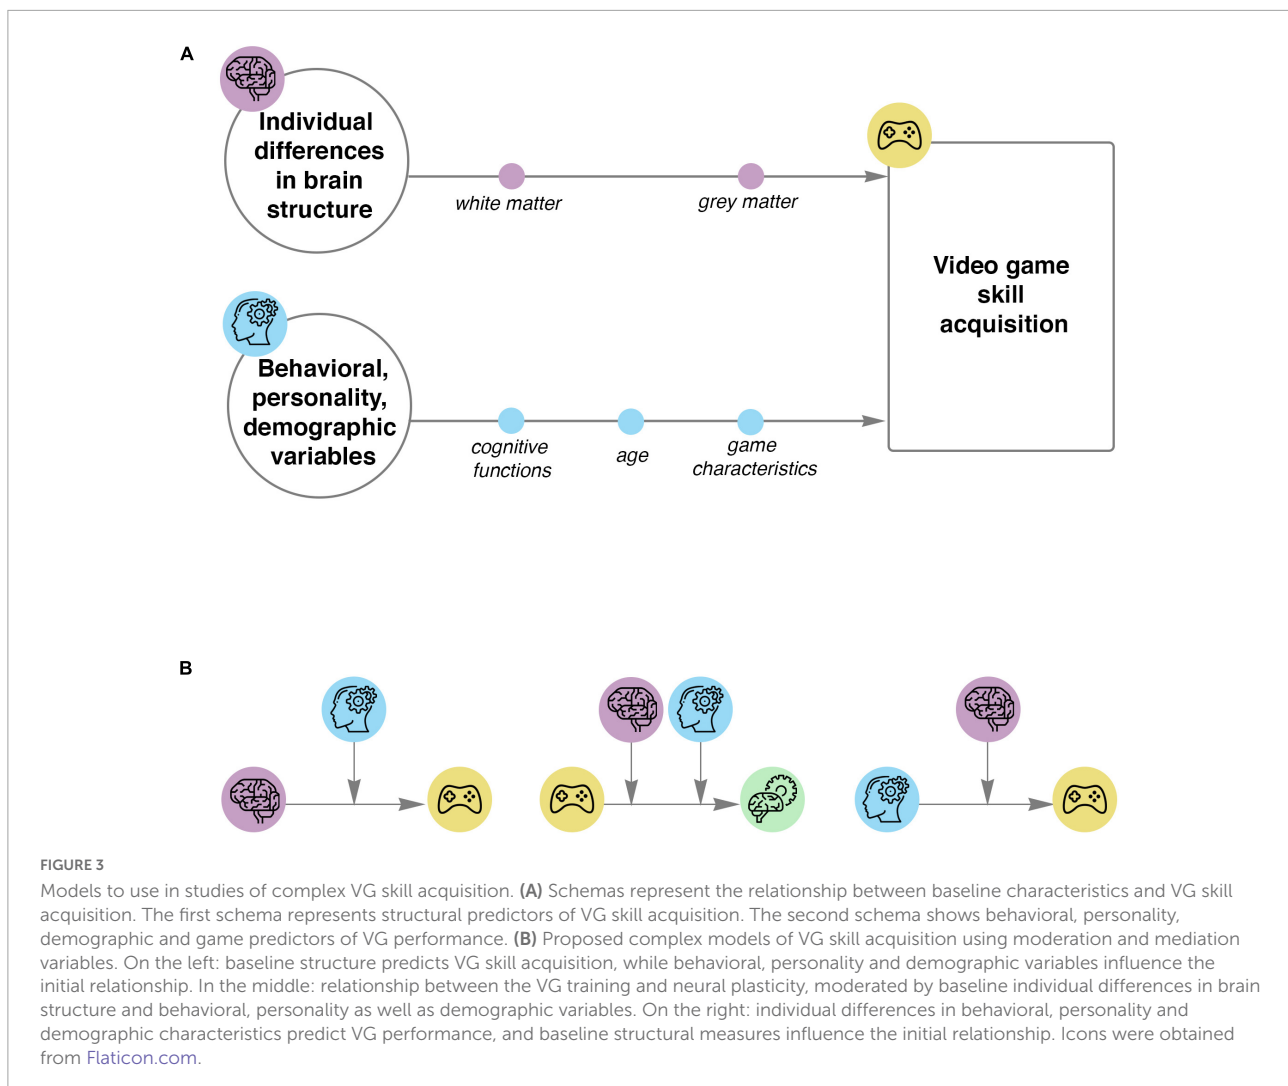 A
Individual
differences
in brain
structure
white matter
grey matter
Video game
skill
acquisition
Behavioral,
personality,
demographic
variables
cognitive
functions
age
game
characteristics
B
FIGURE 3
Models to use in studies of complex VG skill acquisition. (A) Schemas represent the relationship between baseline characteristics and VG skill
acquisition. The first schema represents structural predictors of VG skill acquisition. The second schema shows behavioral, personality,
demographic and game predictors of VG performance. (B) Proposed complex models of VG skill acquisition using moderation and mediation
variables. On the left: baseline structure predicts VG skill acquisition, while behavioral, personality and demographic variables influence the
initial relationship. In the middle: relationship between the VG training and neural plasticity, moderated by baseline individual differences in brain
structure and behavioral, personality as well as demographic variables. On the right: individual differences in behavioral, personality and
demographic characteristics predict VG performance, and baseline structural measures influence the initial relationship. Icons were obtained
from Flaticon.com.